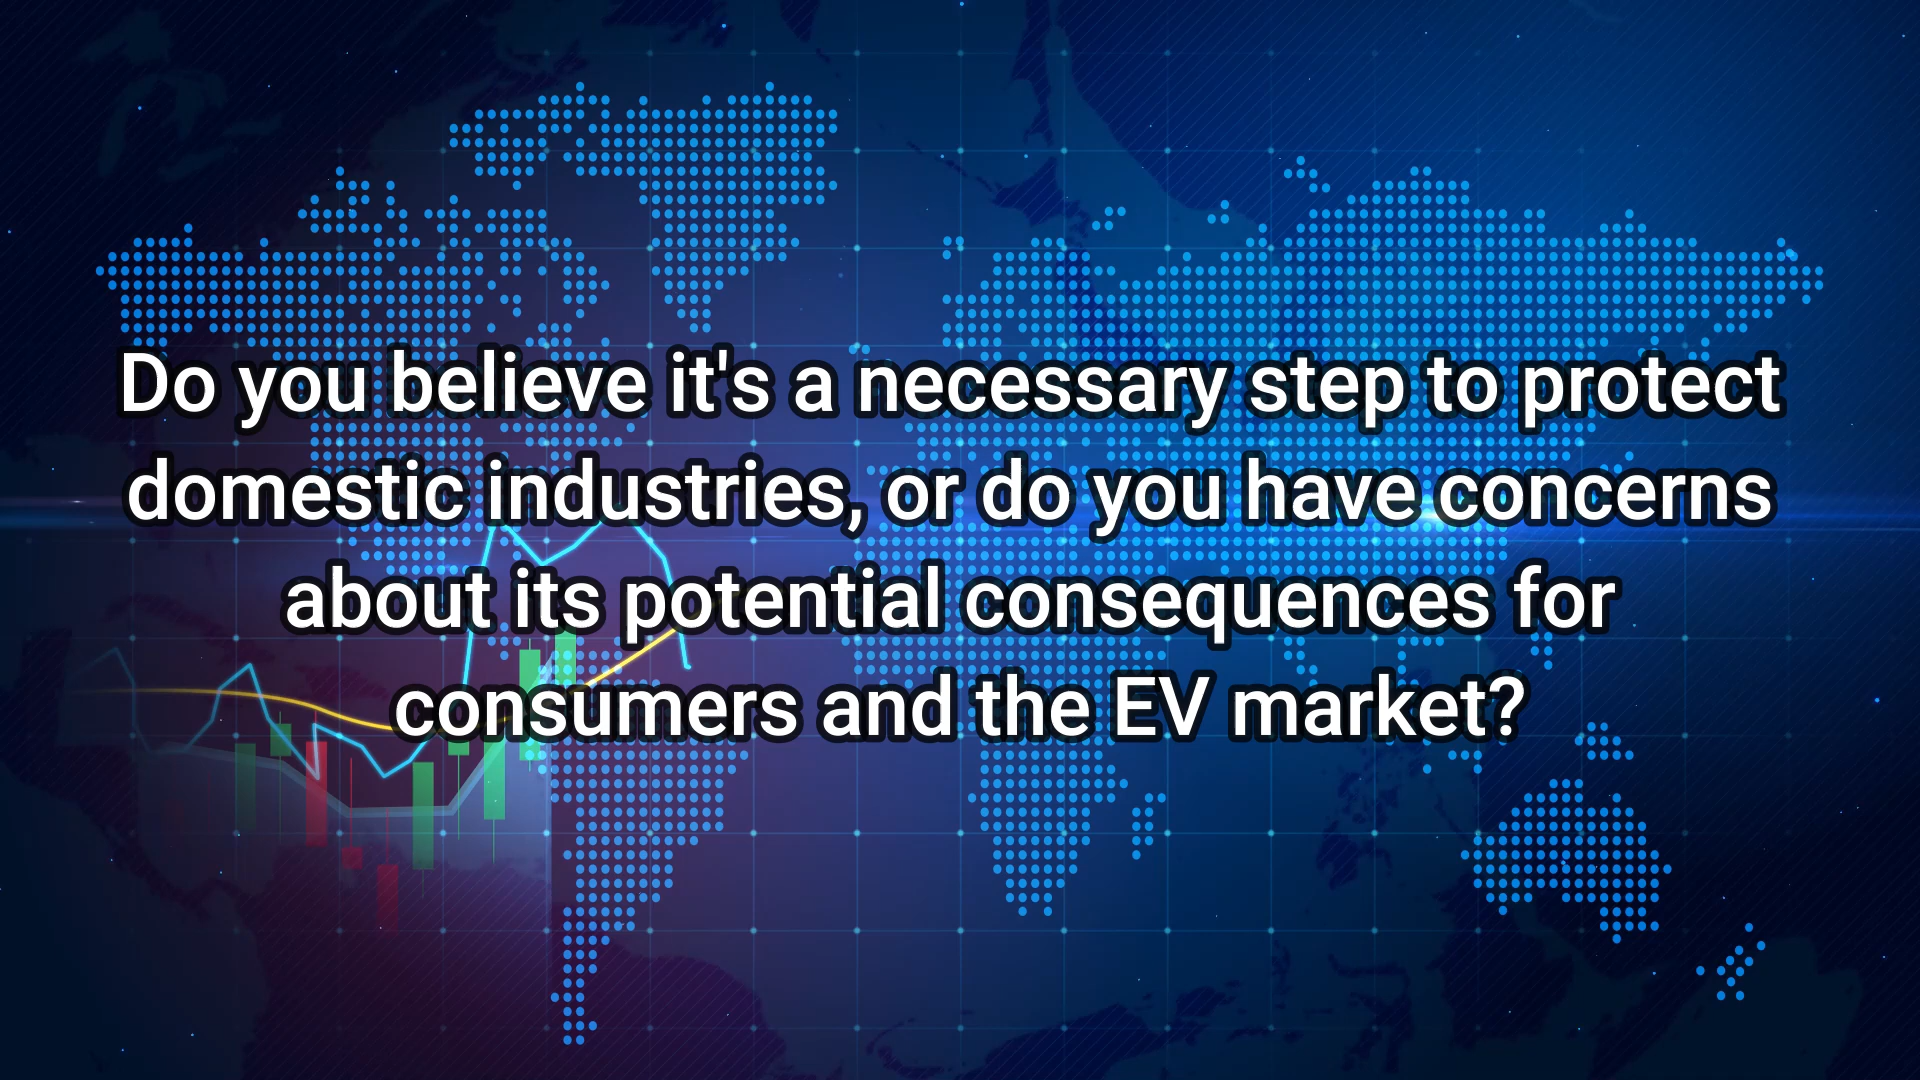 Do you believe it's a necessary step to protect
domestic industries, or do you have concerns
about its potential consequences for
consumers and the EV market?